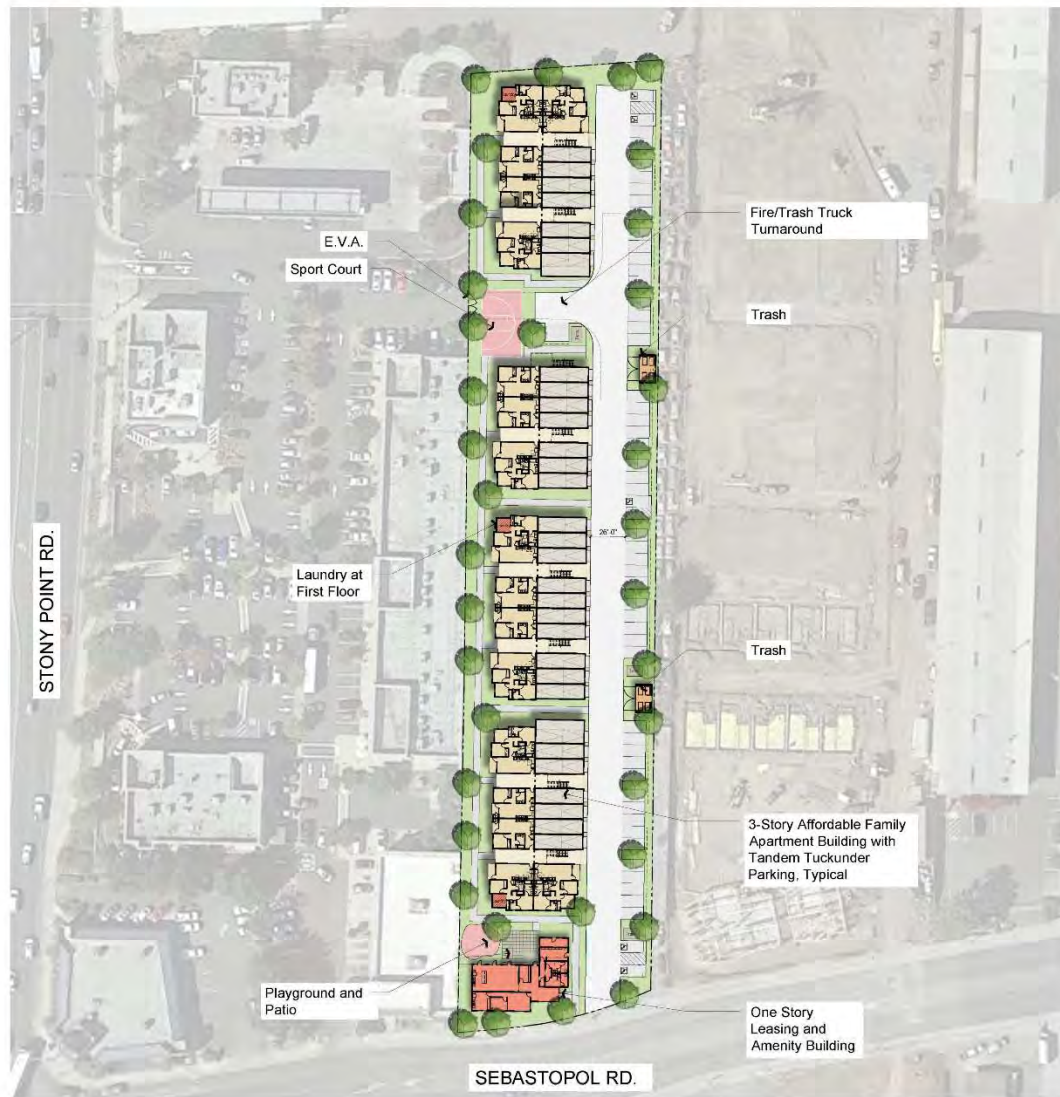 Fire/Trash Truck
Turnaround
E.V.A.
Sport Court
Trash
26'-0"
Laundry at
First Floor
STONY POINT RD.
Trash
3-Story Affordable Family
Apartment Building with
Tandem Tuckunder
Parking, Typical
Playground and
Patio
One Story
Leasing and
Amenity Building
SEBASTOPOL RD.